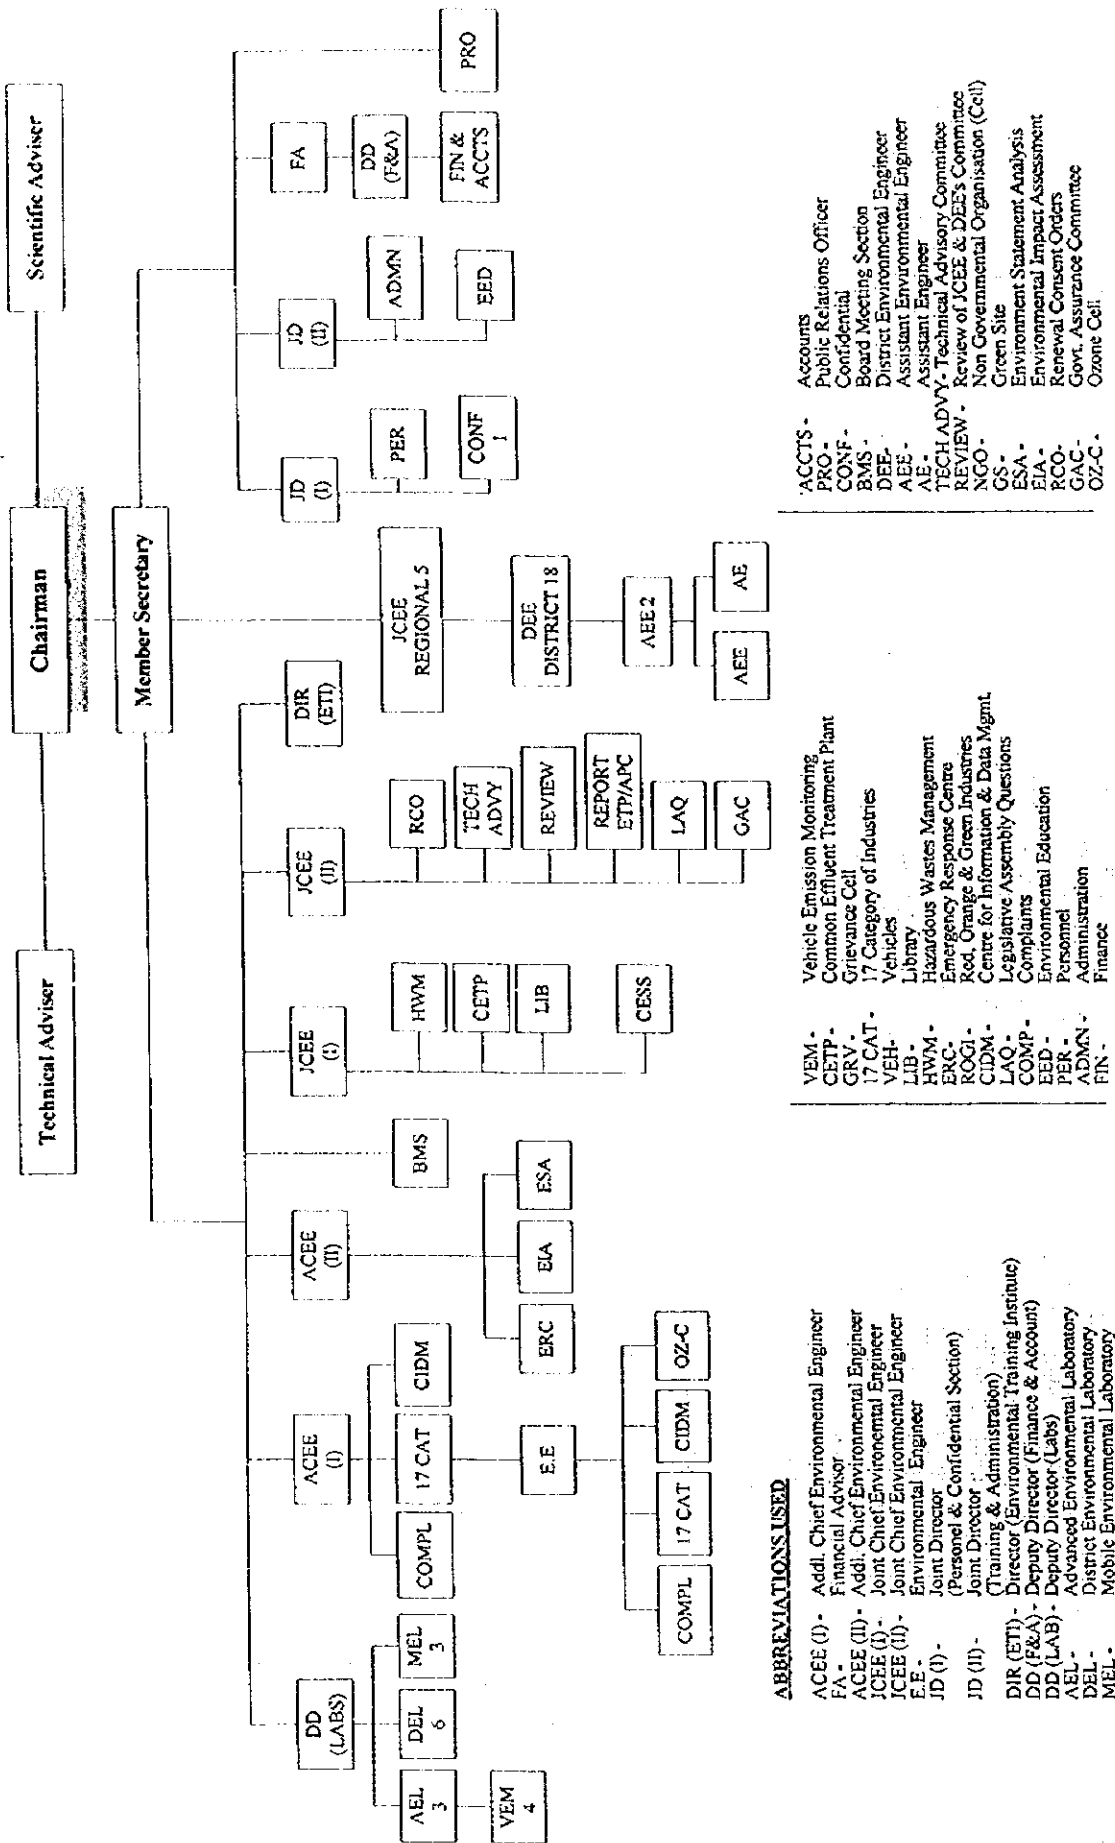 Technical Adviser
Chairman
Scientific Adviser
Member Secretary
DD
(LABS)
ACEE
(I)
ACEE
(II)
JCEE
(I)
JCEE
(II)
DIR
(ETI)
JD
(I)
JD
(II)
FA
AEL
3
DEL
6
MEL
3
COMPL
17 CAT
CIDM
BMS
HWM
RCO
JCEE
REGIONAL 5
PER
ADMN
DD
(F&A)
PRO
VEM
4
E.E
ERC
EIA
ESA
CETP
TECH
ADVY
LIB
REVIEW
DEE
DISTRICT 18
CONF
1
EED
FIN &
ACCTS
COMPL
17 CAT
CIDM
OZ-C
CESS
REPORT
ETP/APC
LAQ
GAC
AEE 2
AEE
AE
ABBREVIATIONS USED
ACEE (I) - Addl. Chief Environmental Engineer
FA - Financial Advisor
ACEE (II) - Addl. Chief Environmental Engineer
JCEE (I) - Joint Chief Environemtal Engineer
JCEE (II) - Joint Chief Environmental Engineer
E.E - Environmental Engineer
JD (I) - Joint Director
(Personel & Confidential Section)
JD (II) - Joint Director
(Training & Administration)
DIR (ETI) - Director (Environmental Training Institute)
DD (F&A) - Deputy Director (Finance & Account)
DD (LAB) - Deputy Director (Labs)
AEL - Advanced Environmental Laboratory
DEL - District Environmental Laboratory
MEL - Mobile Environmental Laboratory
VEM - Vehicle Emission Monitoring
CETP - Common Effluent Treatment Plant
GRV - Grievance Cell
17 CAT - 17 Category of Industries
VEH - Vehicles
LIB - Library
HWM - Hazardous Wastes Management
ERC - Emergency Response Centre
ROGI - Red, Orange & Green Industries
CIDM - Centre for Information & Data Mgmt.
LAQ - Legislative Assembly Questions
COMP - Complaints
EED - Environmental Education
PER - Personnel
ADMN - Administration
FIN - Finance
ACCTS - Accounts
PRO - Public Relations Officer
CONF - Confidential
BMS - Board Meeting Section
DEE - District Environmental Engineer
AEE - Assistant Environmental Engineer
AE - Assistant Engineer
TECH ADVY - Technical Advisory Committee
REVIEW - Review of JCEE & DEE's Committee
NGO - Non Governmental Organisation (Cell)
GS - Green Site
ESA - Environment Statement Analysis
EIA - Environmental Impact Assessment
RCO - Renewal Consent Orders
GAC - Govt. Assurance Committee
OZ-C - Ozone Cell